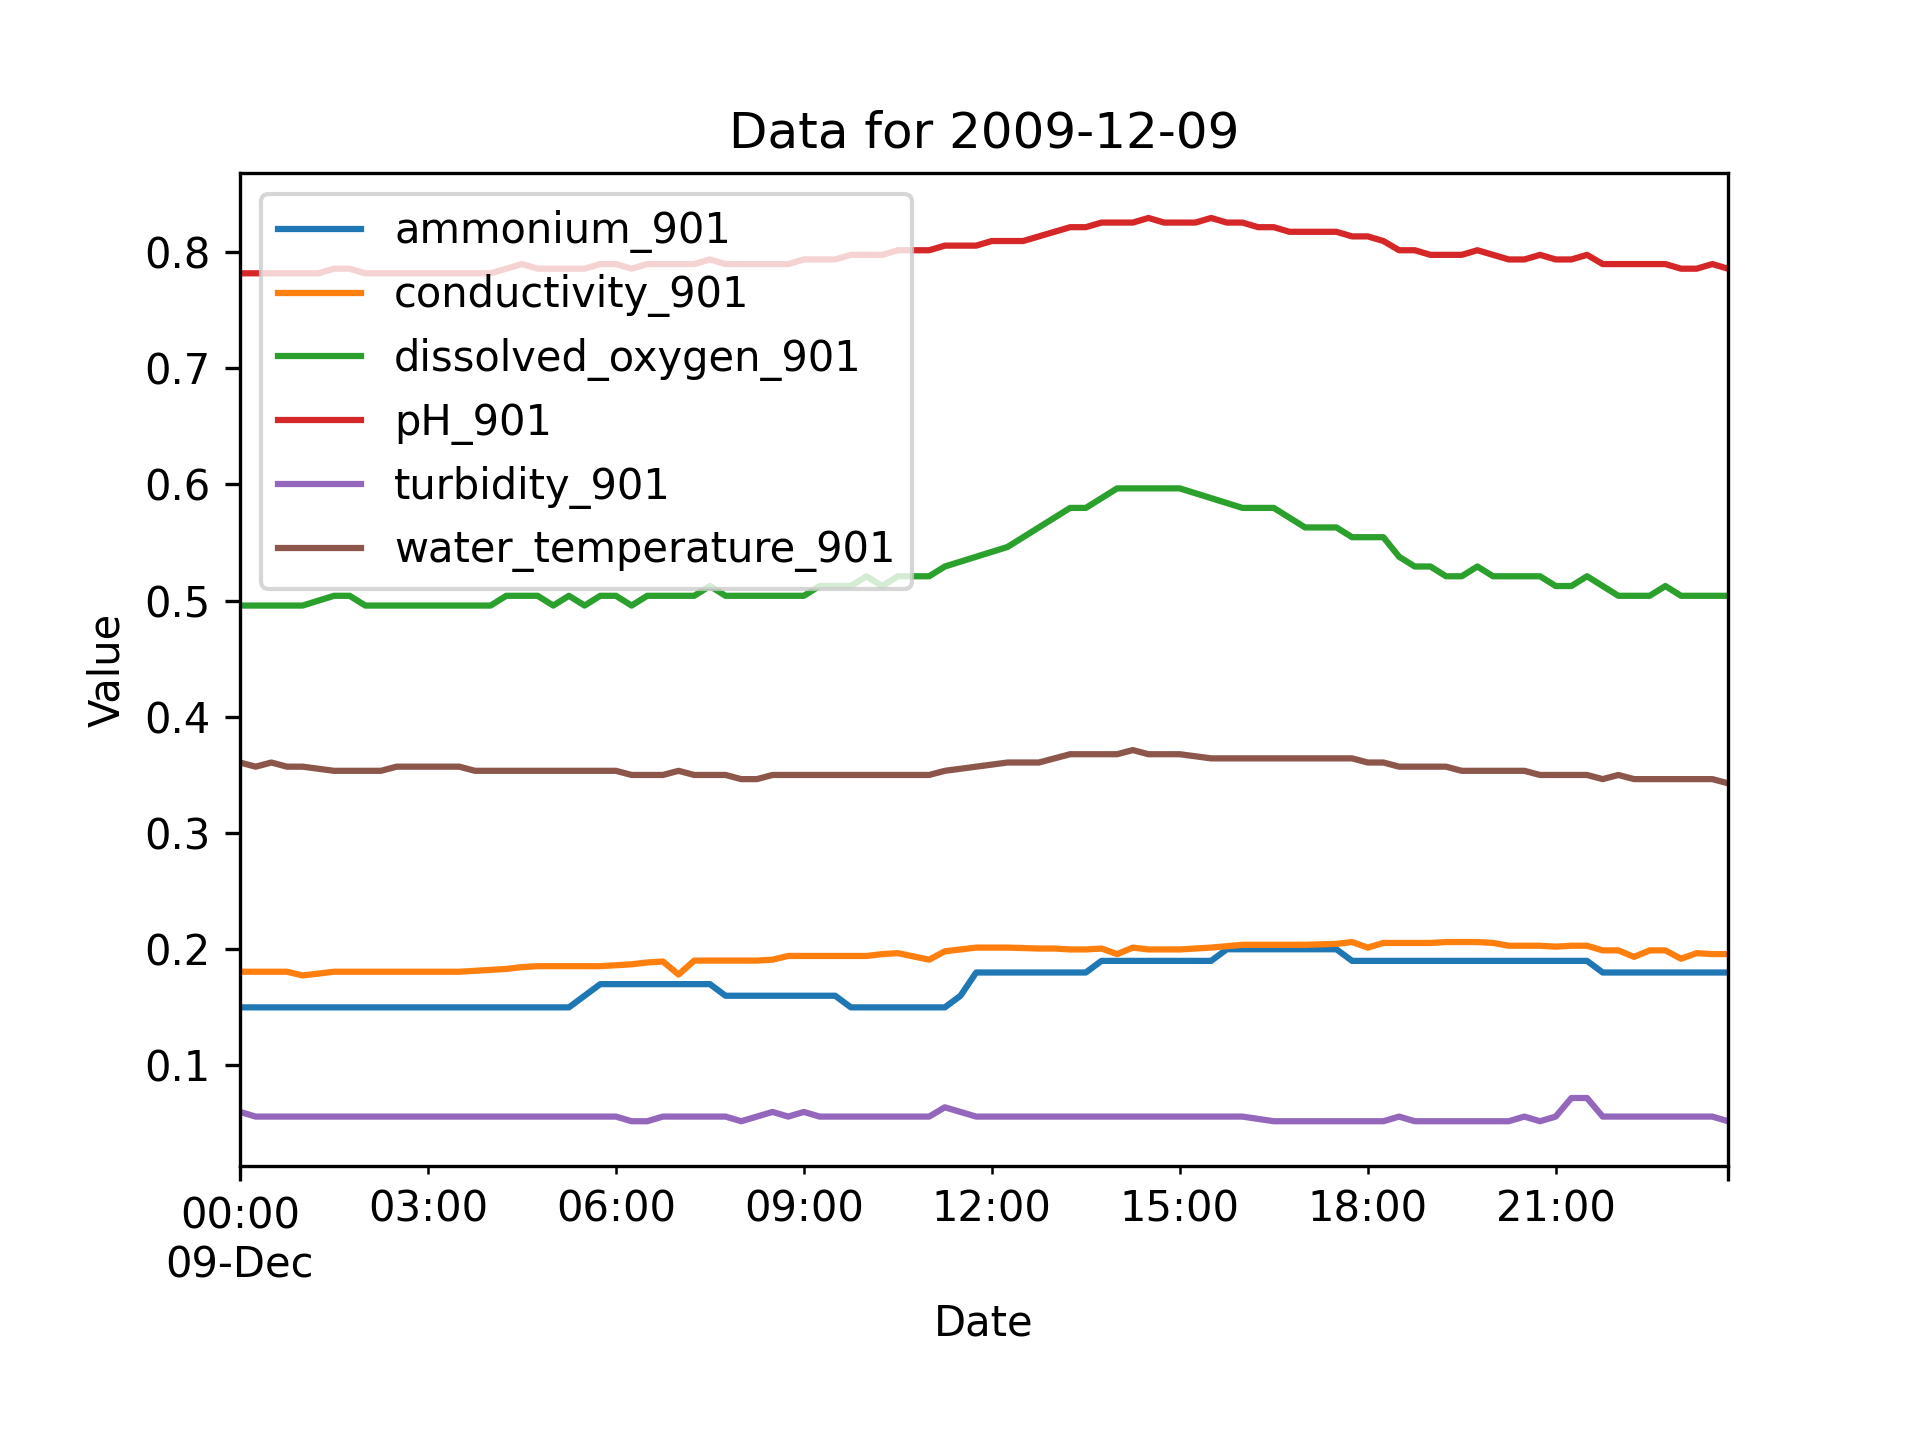 Data for 2009-12-09
ammonium_901
conductivity_901
dissolved_oxygen_901
pH_901
turbidity_901
water_temperature_901
Value
0.8
0.7
0.6
0.5
0.4
0.3
0.2
0.1
00:00 03:00 06:00 09:00 12:00 15:00 18:00 21:00
09-Dec
Date